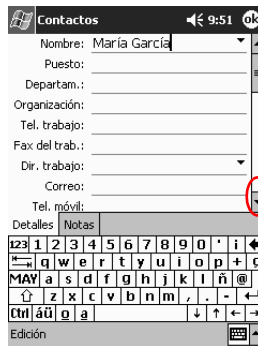 Contactos 9:51 ok
Nombre: María García
Puesto:
Departam.:
Organización:
Tel. trabajo:
Fax del trab.:
Dir. trabajo:
Correo:
Tel. móvil:
Detalles Notas
123 1 2 3 4 5 6 7 8 9 0 ' ¡
q w e r t y u i o p + ç
MAY a s d f g h j k l ñ @
z x c v b n m , . -
Ctrl áü º ª
Edición